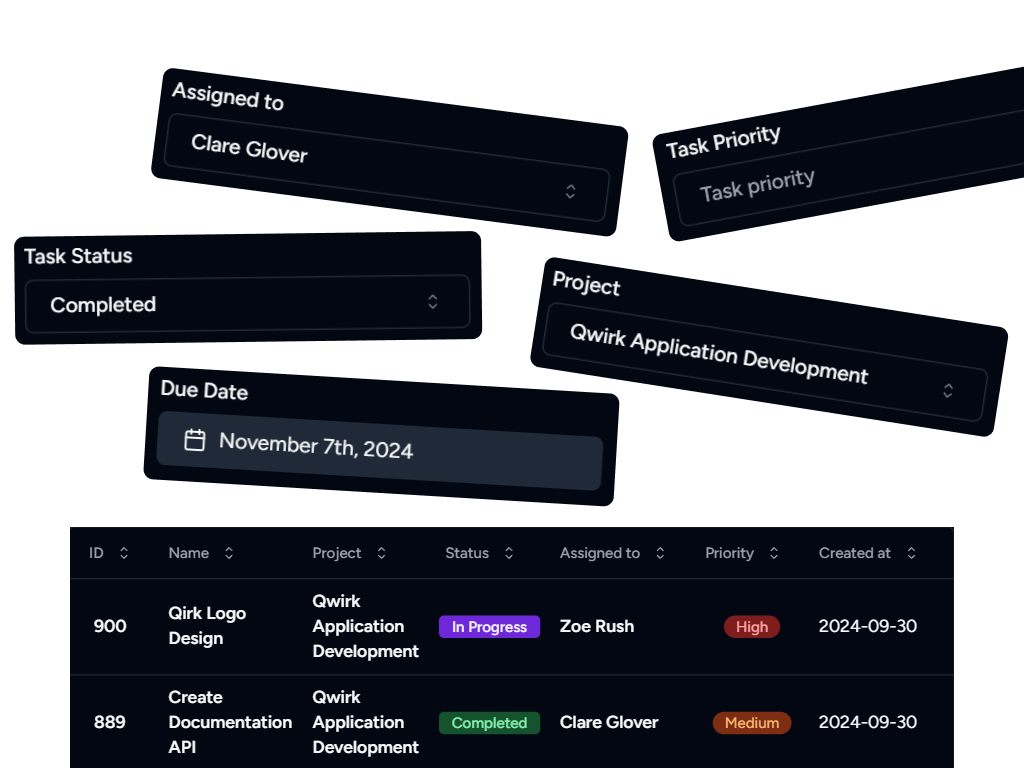 Assigned to
Clare Glover
Task Priority
Task priority
Task Status
Completed
Project
Qwirk Application Development
Due Date
November 7th, 2024
ID Name Project Status Assigned to Priority Created at
900 Qirk Logo Design Qwirk Application Development In Progress Zoe Rush High 2024-09-30
889 Create Documentation API Qwirk Application Development Completed Clare Glover Medium 2024-09-30